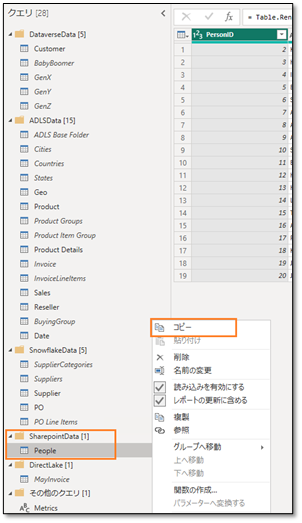 クエリ [28]
DataverseData [5]
Customer
BabyBoomer
GenX
GenY
GenZ
ADLSData [15]
ADLS Base Folder
Cities
Countries
States
Geo
Product
Product Groups
Product Item Group
Product Details
Invoice
InvoiceLineItems
Sales
Reseller
BuyingGroup
Date
SnowflakeData [5]
SupplierCategories
Suppliers
Supplier
PO
PO Line Items
SharepointData [1]
People
DirectLake [1]
MayInvoice
その他のクエリ [1]
Metrics
fx
= Table.Ren
1 2 3 PersonID
1 2
2 3
3 4
4 5
5 6
6 7
7 8
8 9
9 10
10 11
11 12
12 13
13 14
14 15
15 16
16 17
17 18
18 19
19 20
コピー
貼り付け
削除
名前の変更
読み込みを有効にする
レポートの更新に含める
複製
参照
グループへ移動
上へ移動
下へ移動
関数の作成...
パラメーターへ変換する